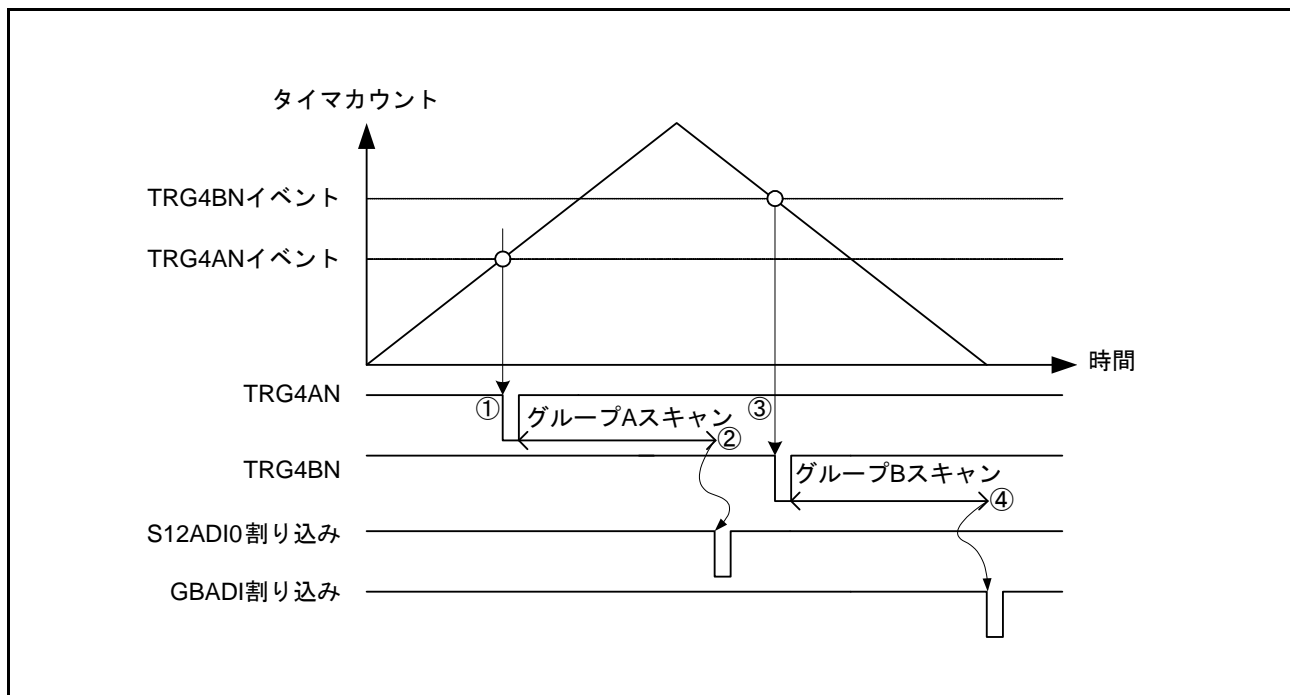 タイマカウント
TRG4BNイベント
TRG4ANイベント
時間
TRG4AN
①
グループAスキャン
②
③
TRG4BN
グループBスキャン
④
S12ADI0割り込み
GBADI割り込み